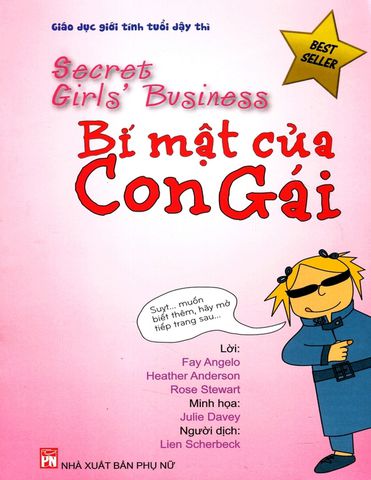 Giáo dục giới tính tuổi dậy thì
BEST
SELLER
Secret
Girls' Business
Bí mật của
Con Gái
Suỵt... muốn
biết thêm, hãy mở
tiếp trang sau...
Lời:
Fay Angelo
Heather Anderson
Rose Stewart
Minh họa:
Julie Davey
Người dịch:
Lien Scherbeck
PN
NHÀ XUẤT BẢN PHỤ NỮ